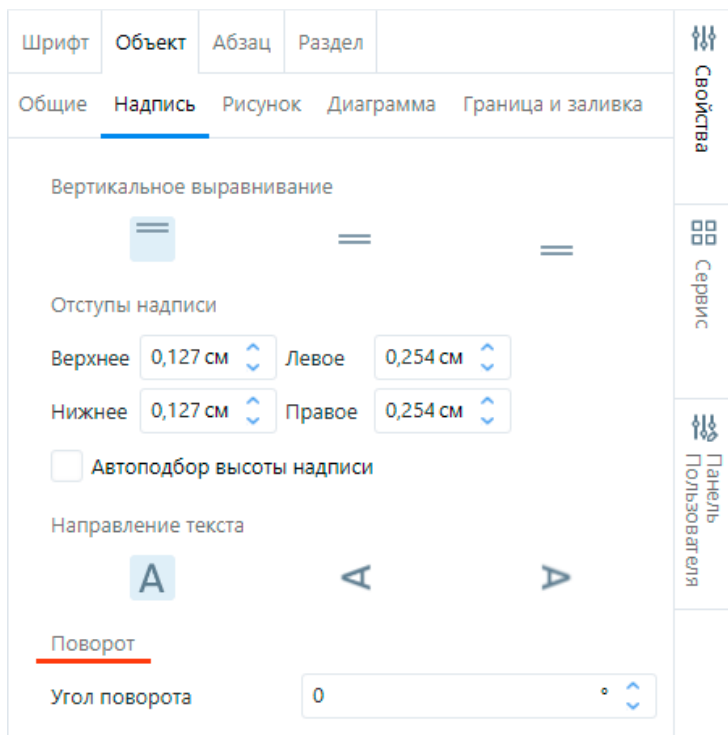 Шрифт Объект Абзац Раздел
Общие Надпись Рисунок Диаграмма Граница и заливка
Вертикальное выравнивание
Отступы надписи
Верхнее 0,127 см Левое 0,254 см
Нижнее 0,127 см Правое 0,254 см
Автоподбор высоты надписи
Направление текста
A A A
Поворот
Угол поворота 0 °
Свойства
Сервис
Панель
Пользователя